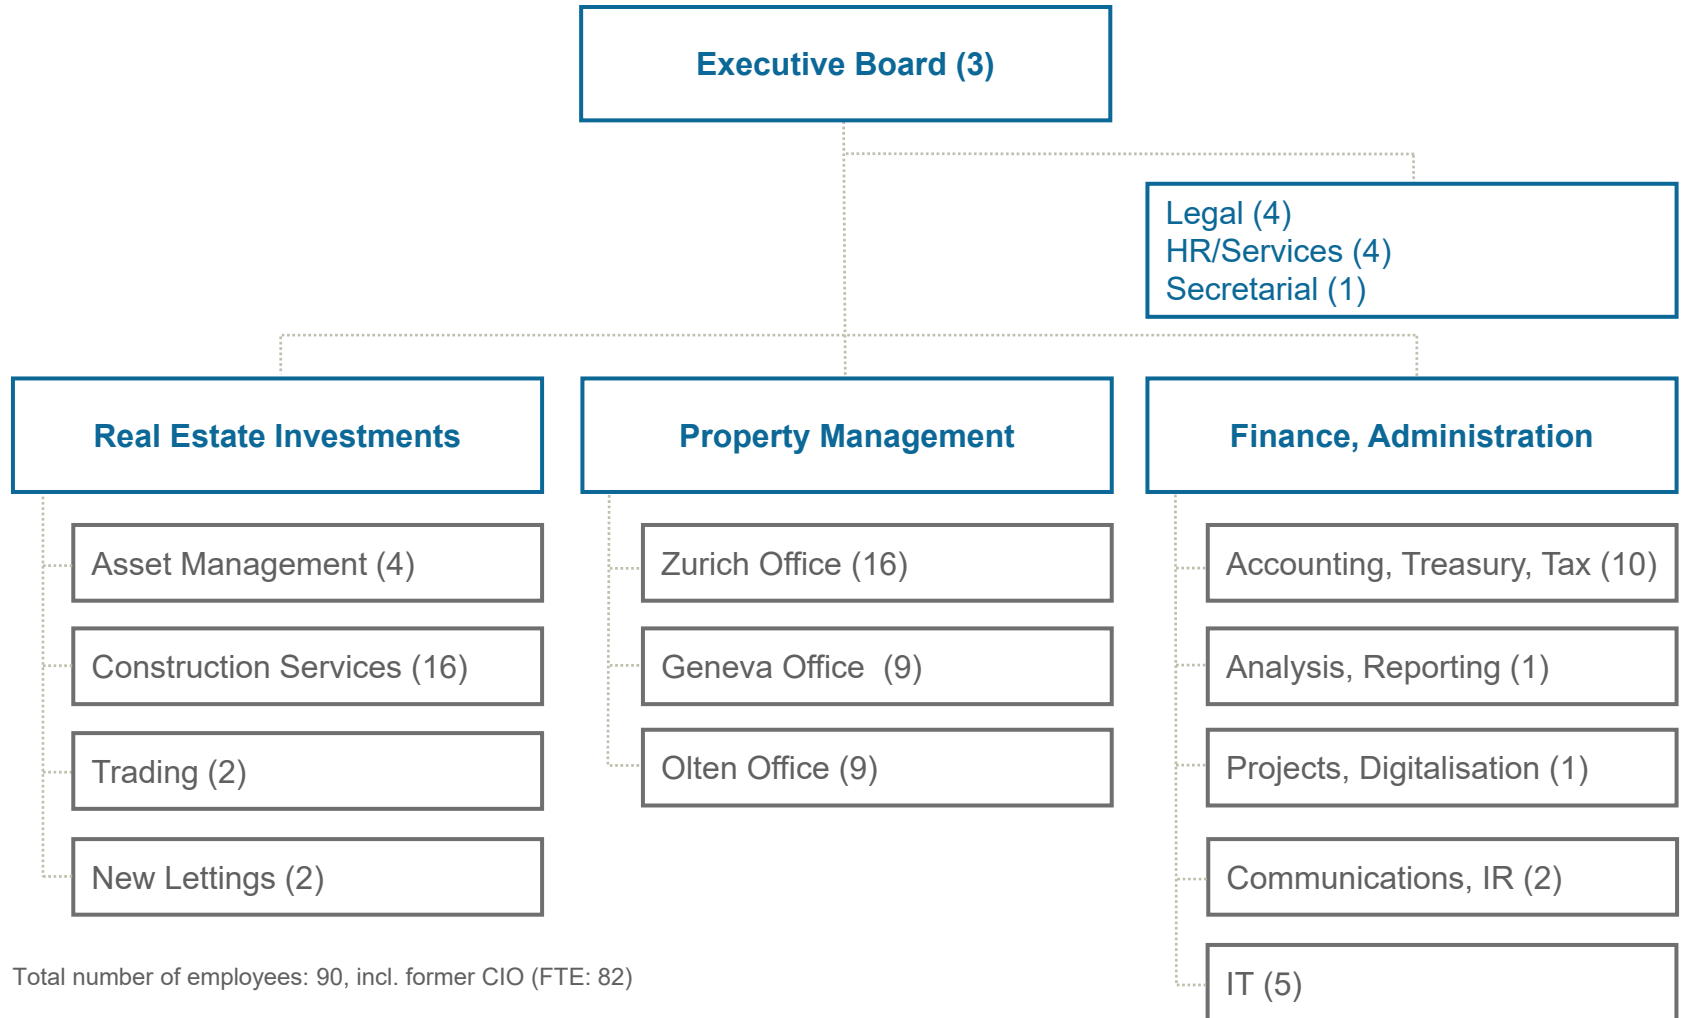 Executive Board (3)
Legal (4)
HR/Services (4)
Secretarial (1)
Real Estate Investments
Property Management
Finance, Administration
Asset Management (4)
Construction Services (16)
Trading (2)
New Lettings (2)
Zurich Office (16)
Geneva Office  (9)
Olten Office (9)
Accounting, Treasury, Tax (10)
Analysis, Reporting (1)
Projects, Digitalisation (1)
Communications, IR (2)
IT (5)
Total number of employees: 90, incl. former CIO (FTE: 82)